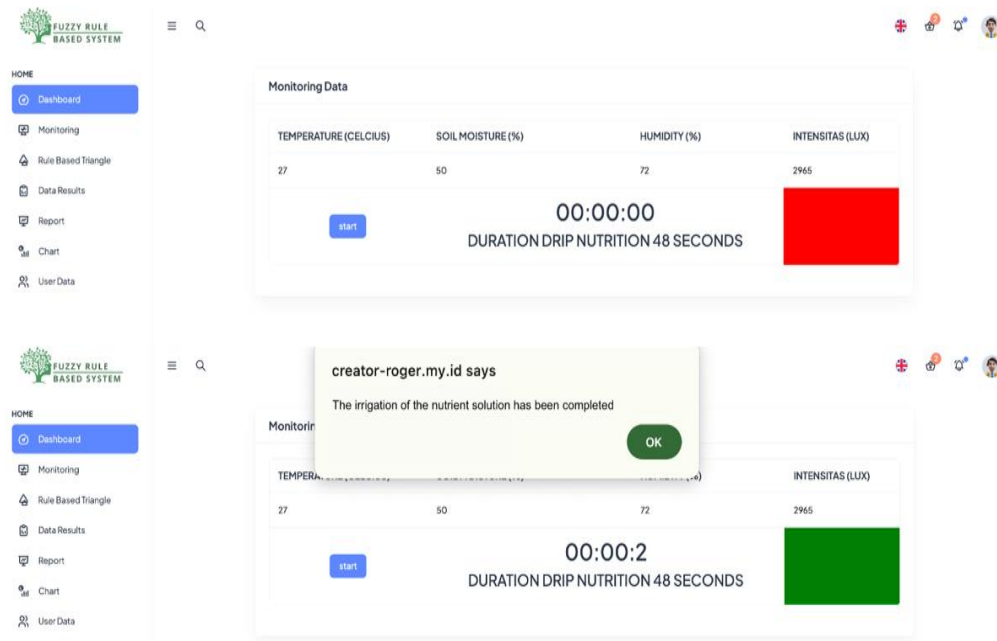 FUZZY RULE
BASED SYSTEM
2
HOME
Dashboard
Monitoring
Rule Based Triangle
Data Results
Report
Chart
User Data
Monitoring Data
TEMPERATURE (CELCIUS) SOIL MOISTURE (%) HUMIDITY (%) INTENSITAS (LUX)
27 50 72 2965
start
00:00:00
DURATION DRIP NUTRITION 48 SECONDS
FUZZY RULE
BASED SYSTEM
2
HOME
Dashboard
Monitoring
Rule Based Triangle
Data Results
Report
Chart
User Data
creator-roger.my.id says
The irrigation of the nutrient solution has been completed
OK
INTENSITAS (LUX)
27 50 72 2965
start
00:00:2
DURATION DRIP NUTRITION 48 SECONDS